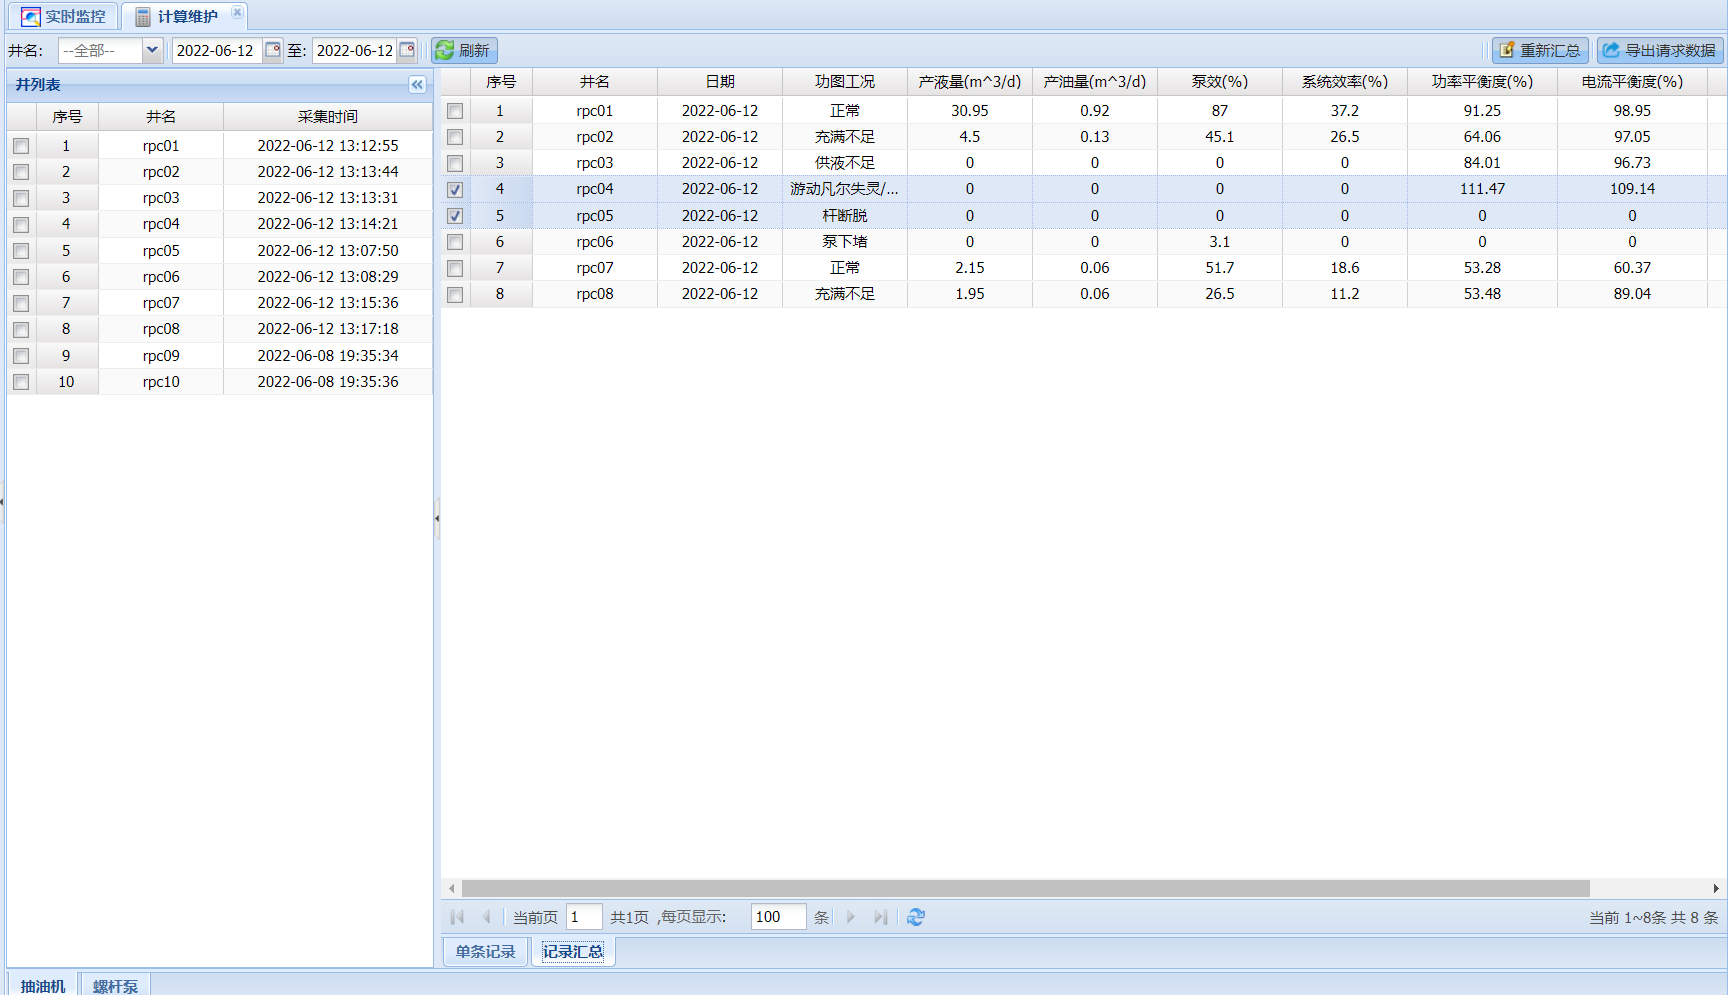 实时监控 计算维护
井名: --全部-- 2022-06-12 至: 2022-06-12 刷新 重新汇总 导出请求数据
井列表
序号 井名 采集时间
1 rpc01 2022-06-12 13:12:55
2 rpc02 2022-06-12 13:13:44
3 rpc03 2022-06-12 13:13:31
4 rpc04 2022-06-12 13:14:21
5 rpc05 2022-06-12 13:07:50
6 rpc06 2022-06-12 13:08:29
7 rpc07 2022-06-12 13:15:36
8 rpc08 2022-06-12 13:17:18
9 rpc09 2022-06-08 19:35:34
10 rpc10 2022-06-08 19:35:36
序号 井名 日期 功图工况 产液量(m^3/d) 产油量(m^3/d) 泵效(%) 系统效率(%) 功率平衡度(%) 电流平衡度(%)
1 rpc01 2022-06-12 正常 30.95 0.92 87 37.2 91.25 98.95
2 rpc02 2022-06-12 充满不足 4.5 0.13 45.1 26.5 64.06 97.05
3 rpc03 2022-06-12 供液不足 0 0 0 0 84.01 96.73
4 rpc04 2022-06-12 游动凡尔失灵/... 0 0 0 0 111.47 109.14
5 rpc05 2022-06-12 杆断脱 0 0 0 0 0 0
6 rpc06 2022-06-12 泵下堵 0 0 3.1 0 0 0
7 rpc07 2022-06-12 正常 2.15 0.06 51.7 18.6 53.28 60.37
8 rpc08 2022-06-12 充满不足 1.95 0.06 26.5 11.2 53.48 89.04
当前页 1 共1页 ,每页显示: 100 条 当前 1~8条 共 8 条
单条记录 记录汇总
抽油机 螺杆泵